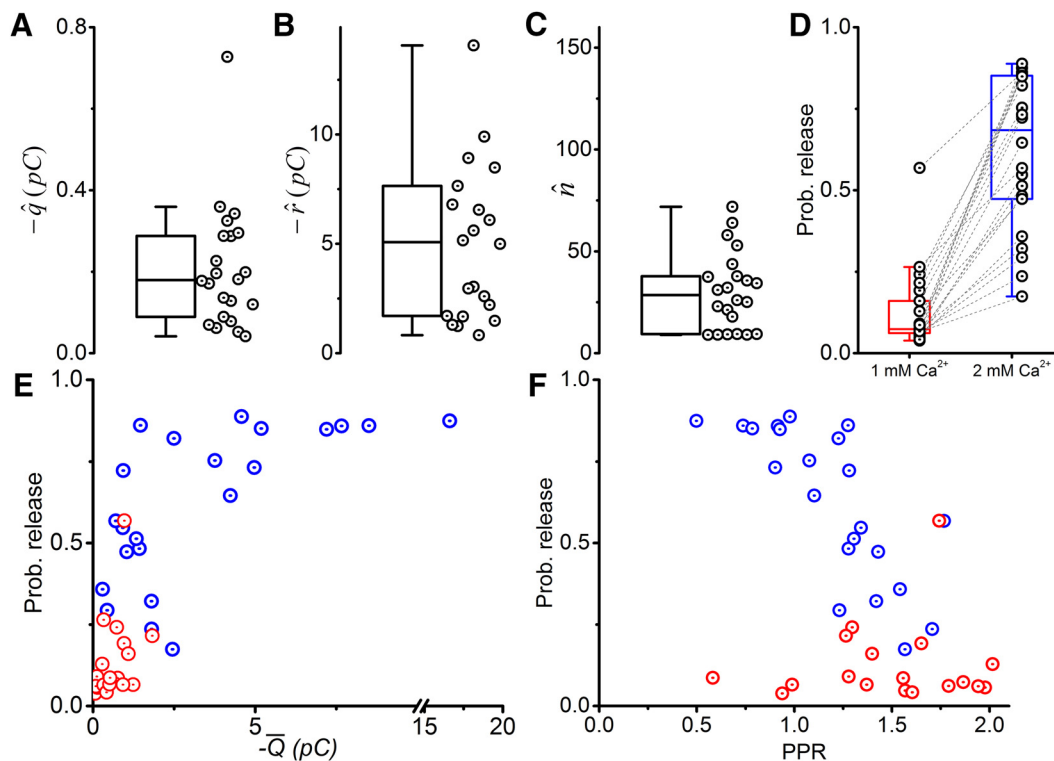 A
0.8
0.4
0.0
−q̂ (pC)
B
10
5
0
− r̂ (pC)
C
150
100
75
50
25
0
n̂
D
1.0
0.5
0.0
Prob. release
1 mM Ca²⁺
2 mM Ca²⁺
E
1.0
0.5
0.0
Prob. release
0
5
15
20
-Q̅ (pC)
F
1.0
0.5
0.0
Prob. release
0.0
0.5
1.0
1.5
2.0
PPR